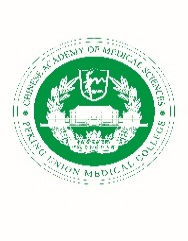 CHINESE ACADEMY OF MEDICAL SCIENCES
PEKING UNION MEDICAL COLLEGE